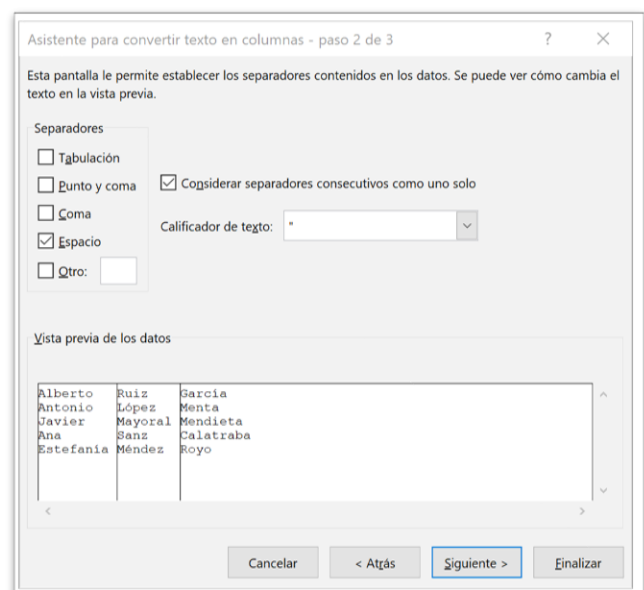 Asistente para convertir texto en columnas - paso 2 de 3
?
Esta pantalla le permite establecer los separadores contenidos en los datos. Se puede ver cómo cambia el
texto en la vista previa.
Separadores
Tabulación
Punto y coma
Coma
Espacio
Otro:
Considerar separadores consecutivos como uno solo
Calificador de texto: "
Vista previa de los datos
Alberto Ruiz García
Antonio López Menta
Javier Mayoral Mendieta
Ana Sanz Calatraba
Estefanía Méndez Royo
Cancelar < Atrás Siguiente > Finalizar